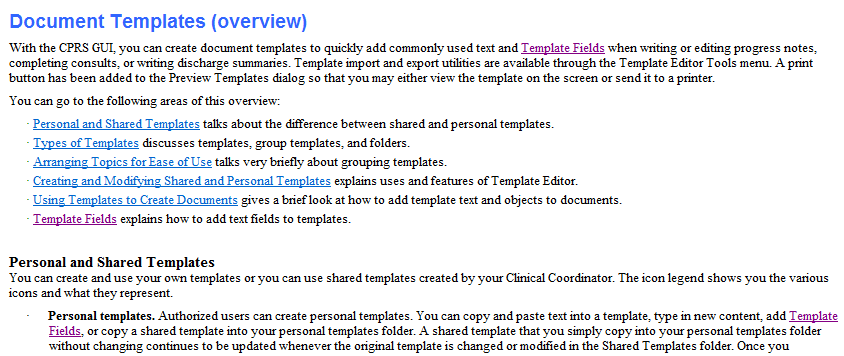 Document Templates (overview)
With the CPRS GUI, you can create document templates to quickly add commonly used text and Template Fields when writing or editing progress notes,
completing consults, or writing discharge summaries. Template import and export utilities are available through the Template Editor Tools menu. A print
button has been added to the Preview Templates dialog so that you may either view the template on the screen or send it to a printer.
You can go to the following areas of this overview:
· Personal and Shared Templates talks about the difference between shared and personal templates.
· Types of Templates discusses templates, group templates, and folders.
· Arranging Topics for Ease of Use talks very briefly about grouping templates.
· Creating and Modifying Shared and Personal Templates explains uses and features of Template Editor.
· Using Templates to Create Documents gives a brief look at how to add template text and objects to documents.
· Template Fields explains how to add text fields to templates.
Personal and Shared Templates
You can create and use your own templates or you can use shared templates created by your Clinical Coordinator. The icon legend shows you the various
icons and what they represent.
· Personal templates. Authorized users can create personal templates. You can copy and paste text into a template, type in new content, add Template
Fields, or copy a shared template into your personal templates folder. A shared template that you simply copy into your personal templates folder
without changing continues to be updated whenever the original template is changed or modified in the Shared Templates folder. Once you